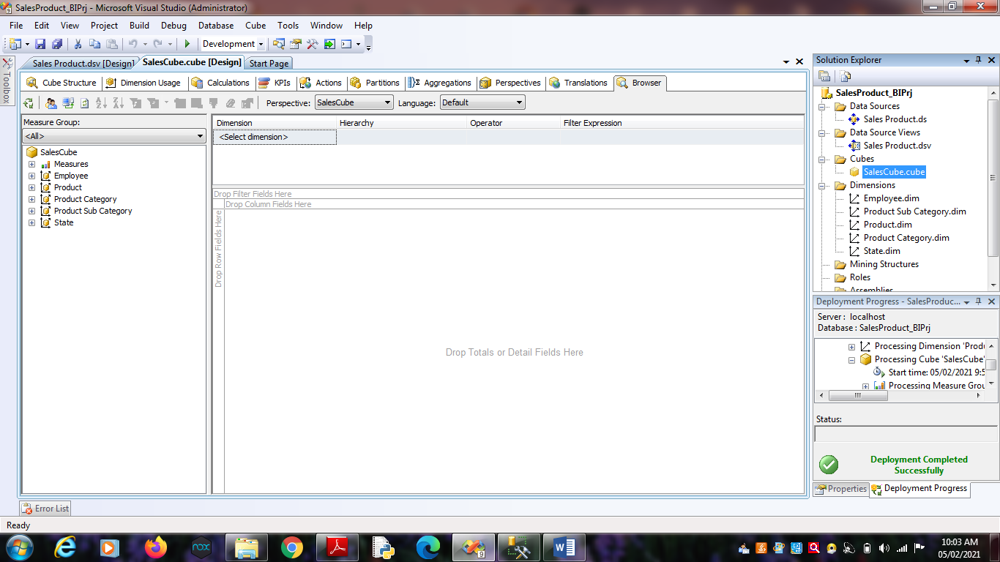 SalesProduct_BIPrj - Microsoft Visual Studio (Administrator)
File Edit View Project Build Debug Database Cube Tools Window Help
Development
Toolbox
Sales Product.dsv [Design] SalesCube.cube [Design] Start Page
Cube Structure Dimension Usage Calculations KPIs Actions Partitions Aggregations Perspectives Translations Browser
Perspective: SalesCube Language: Default
Measure Group:
<All>
SalesCube
Measures
Employee
Product
Product Category
Product Sub Category
State
Dimension Hierarchy Operator Filter Expression
<Select dimension>
Drop Filter Fields Here
Drop Column Fields Here
Drop Row Fields Here
Drop Totals or Detail Fields Here
Solution Explorer
SalesProduct_BIPrj
Data Sources
Sales Product.ds
Data Source Views
Sales Product.dsv
Cubes
SalesCube.cube
Dimensions
Employee.dim
Product Sub Category.dim
Product.dim
Product Category.dim
State.dim
Mining Structures
Roles
Assemblies
Deployment Progress - SalesProduc...
Server : localhost
Database : SalesProduct_BIPrj
Processing Dimension 'Produ
Processing Cube 'SalesCube'
Start time: 05/02/2021 9:5
Processing Measure Grou
Status:
Deployment Completed
Successfully
Properties Deployment Progress
Error List
Ready
nox
9
W
10:03 AM
05/02/2021